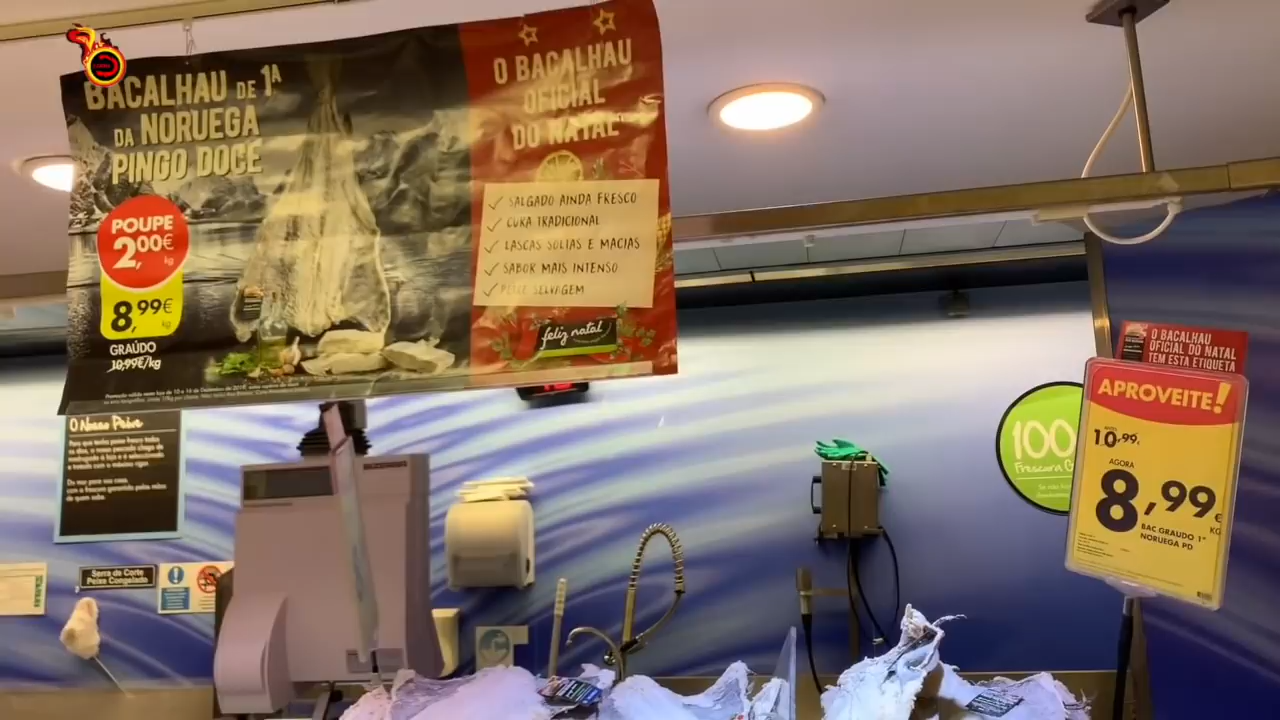 BACALHAU DE 1ª
DA NORUEGA
PINGO DOCE
POUPE
2,00€
kg
8,99€
kg
GRAÚDO
10,99€/kg
O BACALHAU
OFICIAL
DO NATAL
SALGADO AINDA FRESCO
CURA TRADICIONAL
LASCAS SOLTAS E MACIAS
SABOR MAIS INTENSO
PEIXE SELVAGEM
feliz natal
O Nosso Peixe
Serra de Corte
Peixe Congelado
100
Frescura
O BACALHAU
OFICIAL DO NATAL
TEM ESTA ETIQUETA
APROVEITE!
10,99
AGORA
8,99
€
KG
BAC.GRAUDO 1ª
NORUEGA PD